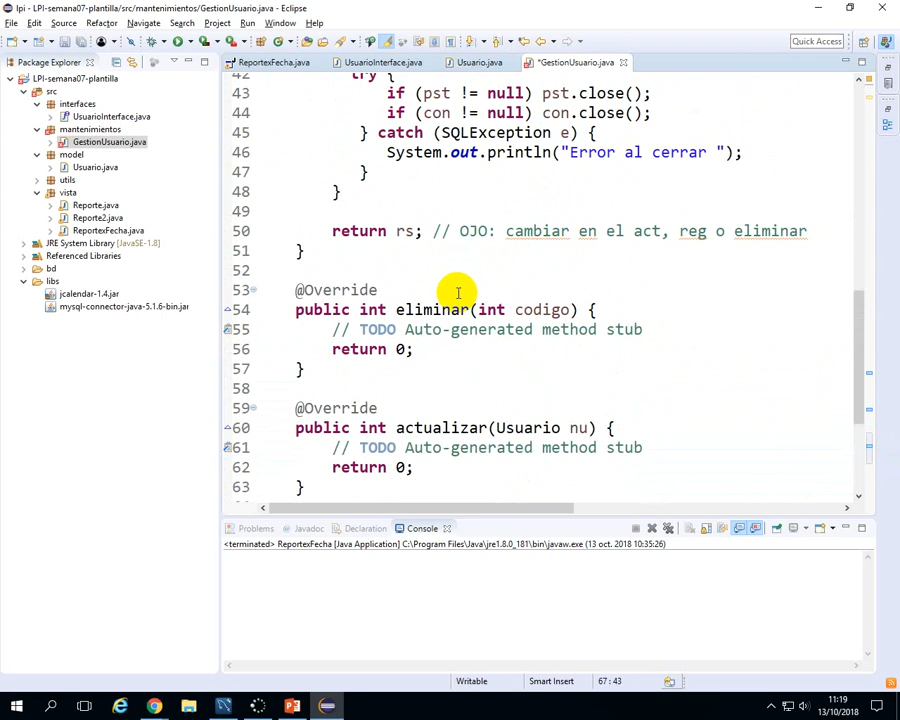 lpi - LPI-semana07-plantilla/src/mantenimientos/GestionUsuario.java - Eclipse
File Edit Source Refactor Navigate Search Project Run Window Help
Quick Access
Package Explorer
ReportexFecha.java UsuarioInterface.java Usuario.java *GestionUsuario.java
LPI-semana07-plantilla
src
interfaces
UsuarioInterface.java
mantenimientos
GestionUsuario.java
model
Usuario.java
utils
vista
Reporte.java
Reporte2.java
ReportexFecha.java
JRE System Library [JavaSE-1.8]
Referenced Libraries
bd
libs
jcalendar-1.4.jar
mysql-connector-java-5.1.6-bin.jar
42 try {
43 if (pst != null) pst.close();
44 if (con != null) con.close();
45 } catch (SQLException e) {
46 System.out.println("Error al cerrar ");
47 }
48 }
49
50 return rs; // OJO: cambiar en el act, reg o eliminar
51 }
52
53 @Override
54 public int eliminar(int codigo) {
55 // TODO Auto-generated method stub
56 return 0;
57 }
58
59 @Override
60 public int actualizar(Usuario nu) {
61 // TODO Auto-generated method stub
62 return 0;
63 }
Problems Javadoc Declaration Console
<terminated> ReportexFecha [Java Application] C:\Program Files\Java\jre1.8.0_181\bin\javaw.exe (13 oct. 2018 10:35:26)
Writable Smart Insert 67 : 43
11:19
13/10/2018